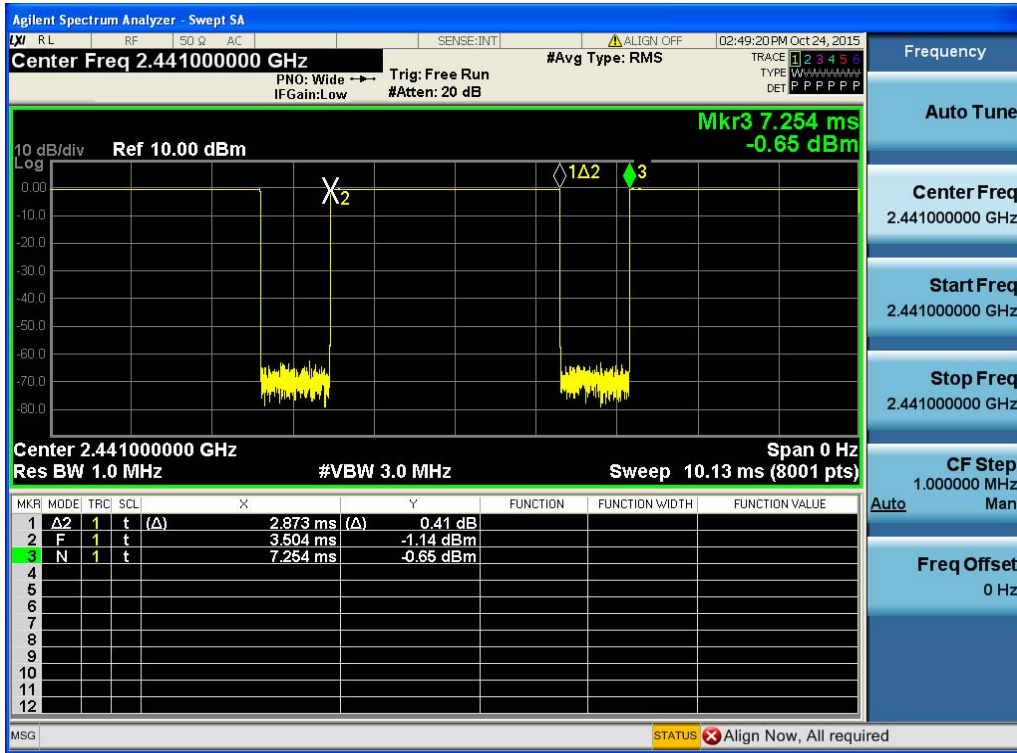 Agilent Spectrum Analyzer - Swept SA
LXI RL RF 50 Ω AC SENSE:INT ALIGN OFF 02:49:20 PM Oct 24, 2015
Center Freq 2.441000000 GHz #Avg Type: RMS TRACE 1 2 3 4 5 6
PNO: Wide Trig: Free Run TYPE W
IFGain:Low #Atten: 20 dB DET P P P P P P
Mkr3 7.254 ms
10 dB/div Ref 10.00 dBm -0.65 dBm
Log
1Δ2 3
0.00
2
-10.0
-20.0
-30.0
-40.0
-50.0
-60.0
-70.0
-80.0
Center 2.441000000 GHz Span 0 Hz
Res BW 1.0 MHz #VBW 3.0 MHz Sweep 10.13 ms (8001 pts)
MKR MODE TRC SCL X Y FUNCTION FUNCTION WIDTH FUNCTION VALUE
1 Δ2 1 t (Δ) 2.873 ms (Δ) 0.41 dB
2 F 1 t 3.504 ms -1.14 dBm
3 N 1 t 7.254 ms -0.65 dBm
4
5
6
7
8
9
10
11
12
MSG STATUS Align Now, All required
Frequency
Auto Tune
Center Freq
2.441000000 GHz
Start Freq
2.441000000 GHz
Stop Freq
2.441000000 GHz
CF Step
1.000000 MHz
Auto Man
Freq Offset
0 Hz